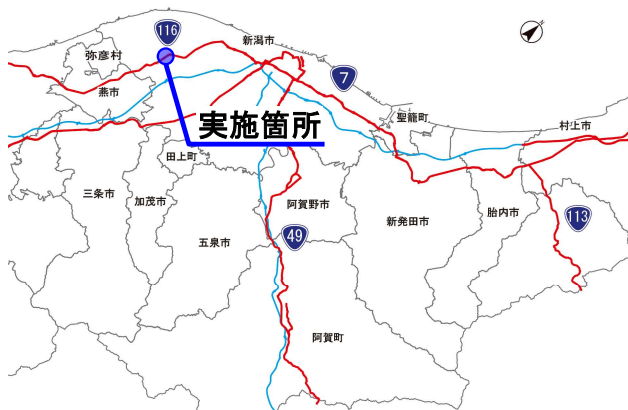 116
新潟市
弥彦村
7
燕市
聖籠町
実施箇所
村上市
田上町
三条市
加茂市
阿賀野市
新発田市
胎内市
113
五泉市
49
阿賀町